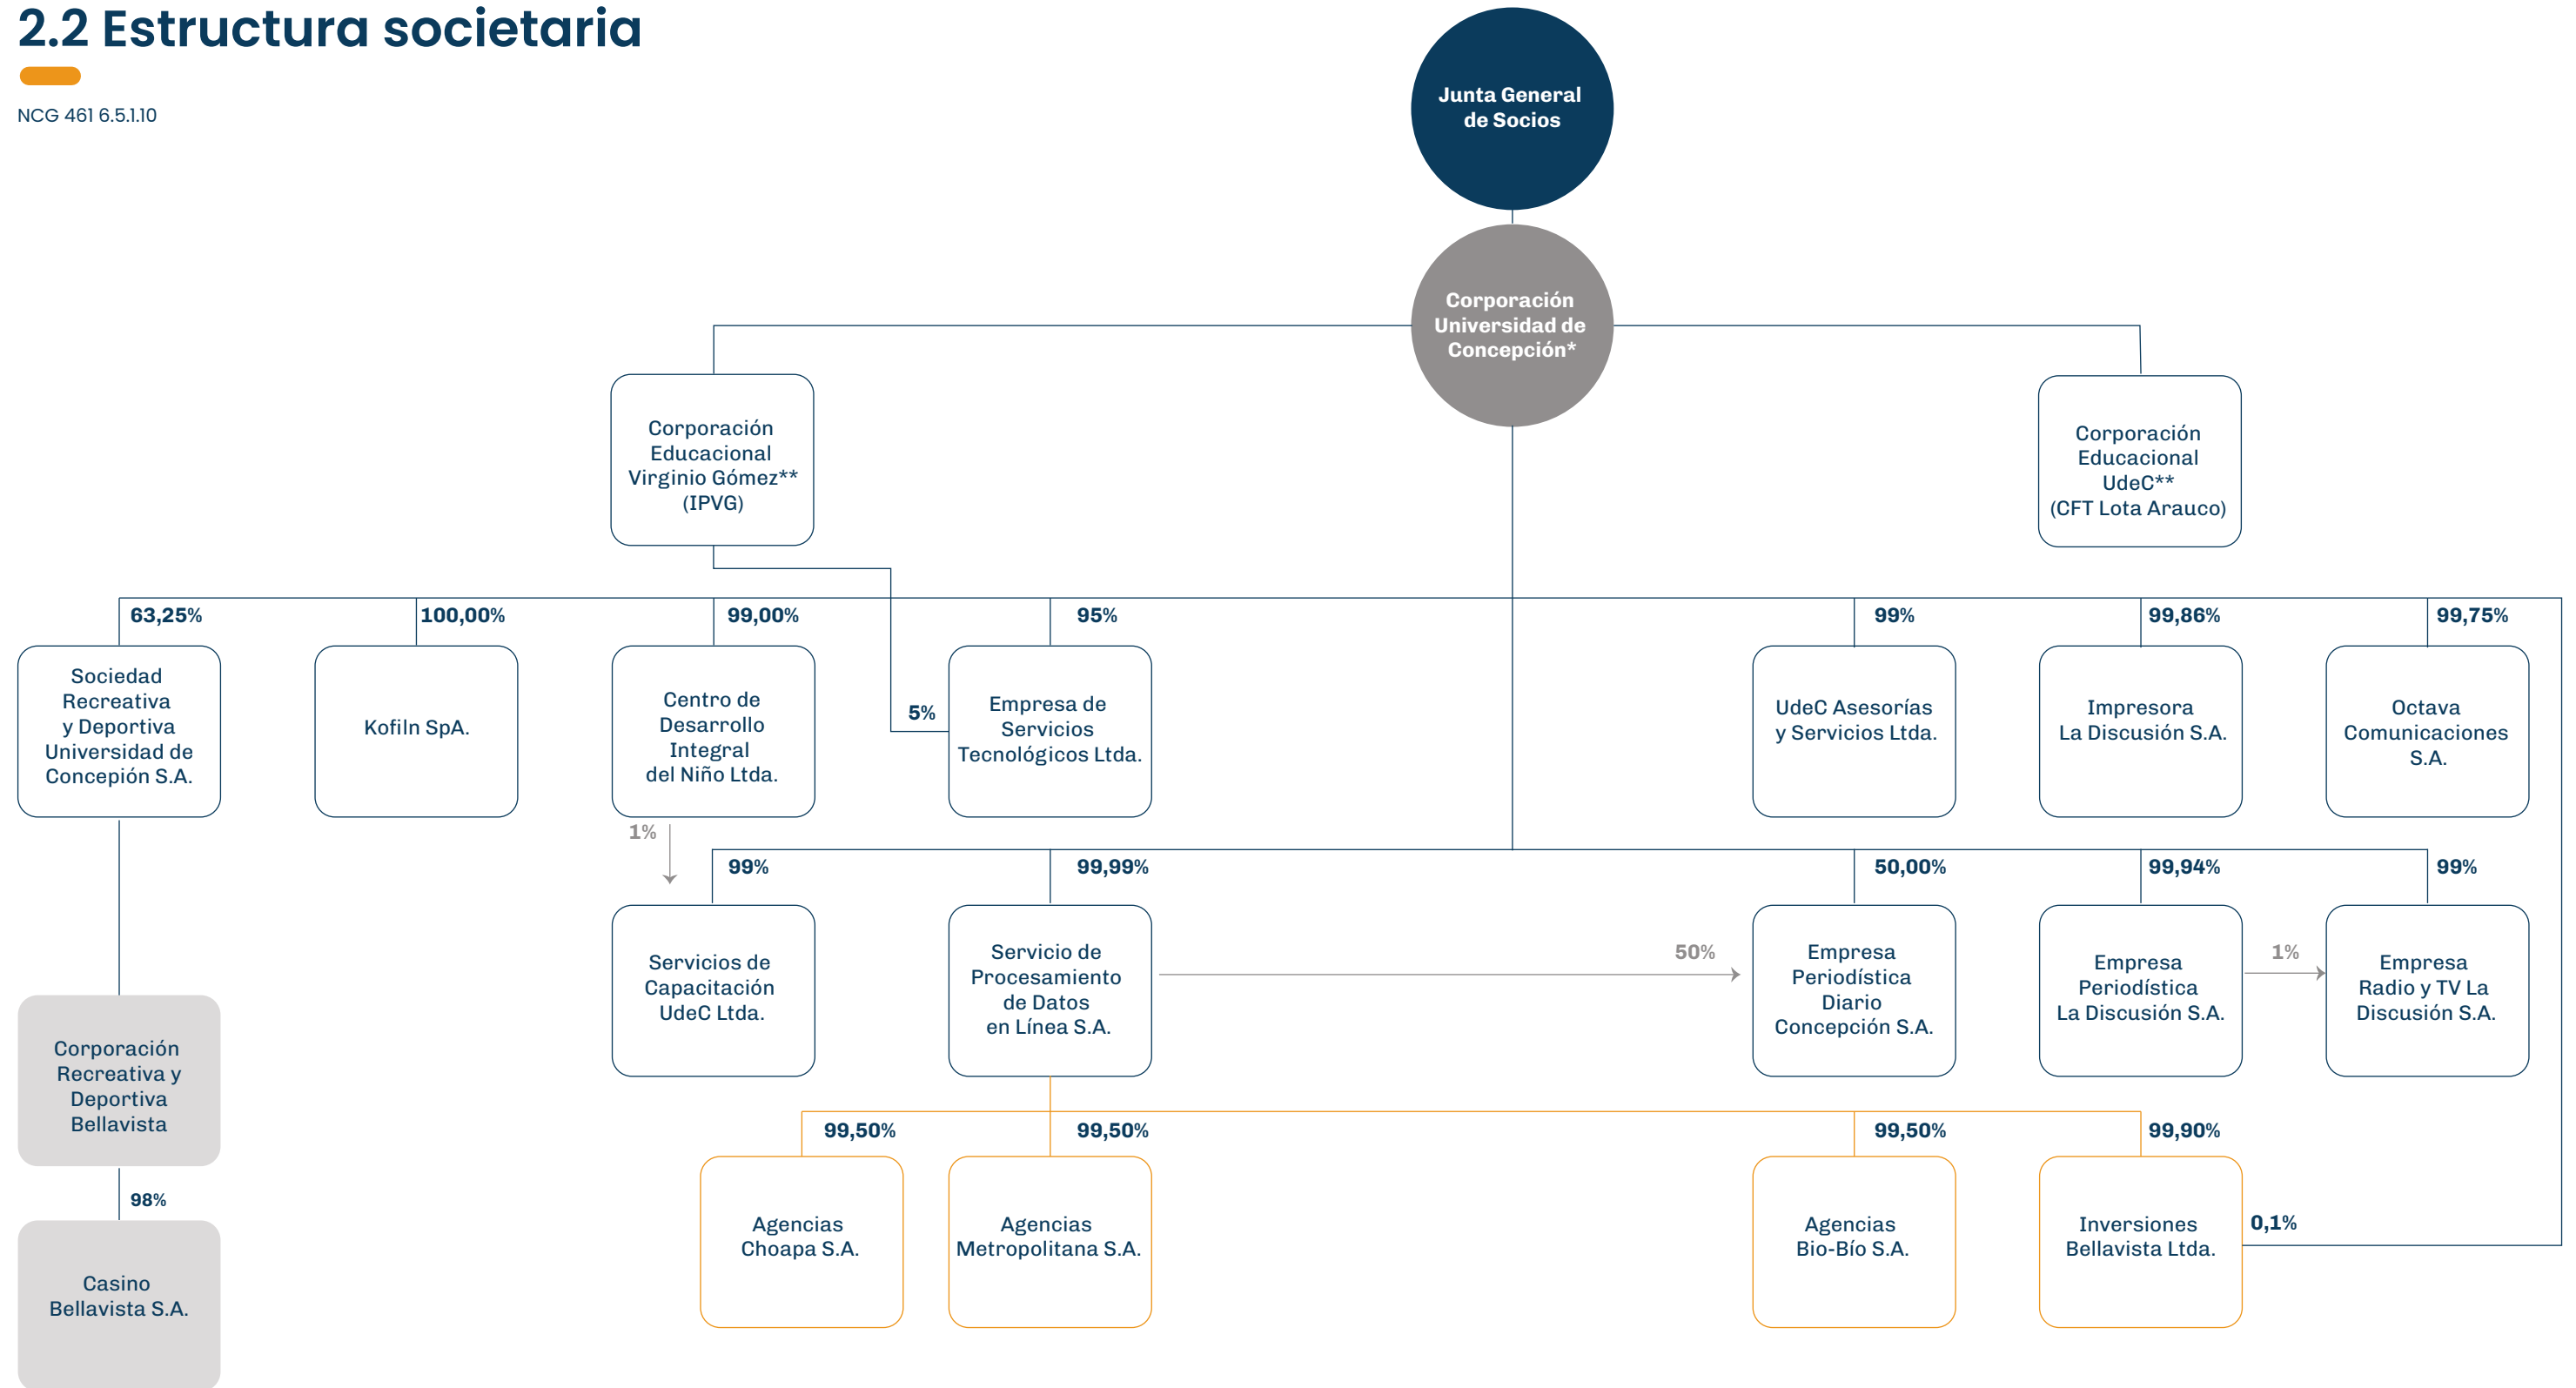 2.2 Estructura societaria
NCG 461 6.5.1.10
Junta General
de Socios
Corporación
Universidad de
Concepción*
Corporación
Educacional
Virginio Gómez**
(IPVG)
Corporación
Educacional
UdeC**
(CFT Lota Arauco)
63,25%
100,00%
99,00%
95%
99%
99,86%
99,75%
Sociedad
Recreativa
y Deportiva
Universidad de
Concepión S.A.
Kofiln SpA.
Centro de
Desarrollo
Integral
del Niño Ltda.
5%
Empresa de
Servicios
Tecnológicos Ltda.
UdeC Asesorías
y Servicios Ltda.
Impresora
La Discusión S.A.
Octava
Comunicaciones
S.A.
1%
99%
99,99%
50,00%
99,94%
99%
Servicios de
Capacitación
UdeC Ltda.
Servicio de
Procesamiento
de Datos
en Línea S.A.
50%
Empresa
Periodística
Diario
Concepción S.A.
Empresa
Periodística
La Discusión S.A.
1%
Empresa
Radio y TV La
Discusión S.A.
Corporación
Recreativa y
Deportiva
Bellavista
99,50%
99,50%
99,50%
99,90%
98%
Agencias
Choapa S.A.
Agencias
Metropolitana S.A.
Agencias
Bio-Bío S.A.
Inversiones
Bellavista Ltda.
0,1%
Casino
Bellavista S.A.